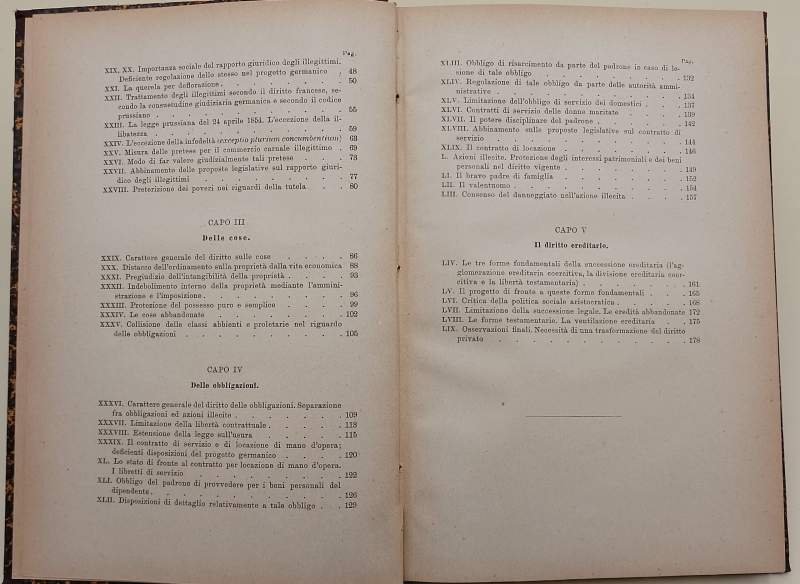 Pag.
XIX, XX. Importanza sociale del rapporto giuridico degli illegittimi.
Deficiente regolazione dello stesso nel progetto germanico . 48
XXI. La querela per deflorazione . . . . . . . 50
XXII. Trattamento degli illegittimi secondo il diritto francese, se-
condo la consuetudine giudiziaria germanica e secondo il codice
prussiano . . . . . . . . . . . 55
XXIII. La legge prussiana del 24 aprile 1854. L'eccezione della il-
libatezza . . . . . . . . . . . 59
XXIV. L'eccezione della infedeltà (exceptio plurium concumbentium) 63
XXV. Misura delle pretese per il commercio carnale illegittimo . 69
XXVI. Modo di far valere giudizialmente tali pretese . . . 73
XXVII. Abbinamento delle proposte legislative sul rapporto giuri-
dico degli illegittimi . . . . . . . . 77
XXVIII. Preterizione dei poveri nei riguardi della tutela . . . 80
CAPO III
Delle cose.
XXIX. Carattere generale del diritto sulle cose . . . . 86
XXX. Distacco dell'ordinamento sulla proprietà dalla vita economica 88
XXXI. Pregiudizio dell'intangibilità della proprietà . . . . 93
XXXII. Indebolimento interno della proprietà mediante l'ammini-
strazione e l'imposizione. . . . . . . . 96
XXXIII. Protezione del possesso puro e semplice . . . . 99
XXXIV. Le cose abbandonate . . . . . . . . 102
XXXV. Collisione delle classi abbienti e proletarie nel riguardo
delle obbligazioni . . . . . . . . . 105
CAPO IV
Delle obbligazioni.
XXXVI. Carattere generale del diritto delle obbligazioni. Separazione
fra obbligazioni ed azioni illecite . . . . . . 109
XXXVII. Limitazione della libertà contrattuale . . . . . 118
XXXVIII. Estensione della legge sull'usura . . . . . 115
XXXIX. Il contratto di servizio e di locazione di mano d'opera;
deficienti disposizioni del progetto germanico . . . . 120
XL. Lo stato di fronte al contratto per locazione di mano d'opera.
I libretti di servizio . . . . . . . . 122
XLI. Obbligo del padrone di provvedere per i beni personali del
dipendente . . . . . . . . . . . 126
XLII. Disposizioni di dettaglio relativamente a tale obbligo . . . 129
Pag.
XLIII. Obbligo di risarcimento da parte del padrone in caso di le-
sione di tale obbligo . . . . . . . . 132
XLIV. Regolazione di tale obbligo da parte delle autorità ammi-
nistrative . . . . . . . . . . . 134
XLV. Limitazione dell'obbligo di servizio dei domestici . . . 137
XLVI. Contratti di servizio delle donne maritate . . . . 139
XLVII. Il potere disciplinare del padrone . . . . . . 142
XLVIII. Abbinamento sulle proposte legislative sul contratto di
servizio . . . . . . . . . . . 144
XLIX. Il contratto di locazione . . . . . . . 146
L. Azioni illecite. Protezione degli interessi patrimoniali e dei beni
personali nel diritto vigente . . . . . . . 149
LI. Il bravo padre di famiglia . . . . . . . 152
LII. Il valentuomo . . . . . . . . . . 154
LIII. Consenso del danneggiato nell'azione illecita . . . . 157
CAPO V
Il diritto ereditario.
LIV. Le tre forme fondamentali della successione ereditaria (l'ag-
glomerazione ereditaria coercitiva, la divisione ereditaria coer-
citiva e la libertà testamentaria) . . . . . . 161
LV. Il progetto di fronte a queste forme fondamentali . . . 165
LVI. Critica della politica sociale aristocratica . . . . 168
LVII. Limitazione della successione legale. Le eredità abbandonate 172
LVIII. Le forme testamentarie. La ventilazione ereditaria . . 175
LIX. Osservazioni finali. Necessità di una trasformazione del diritto
privato . . . . . . . . . . . 178